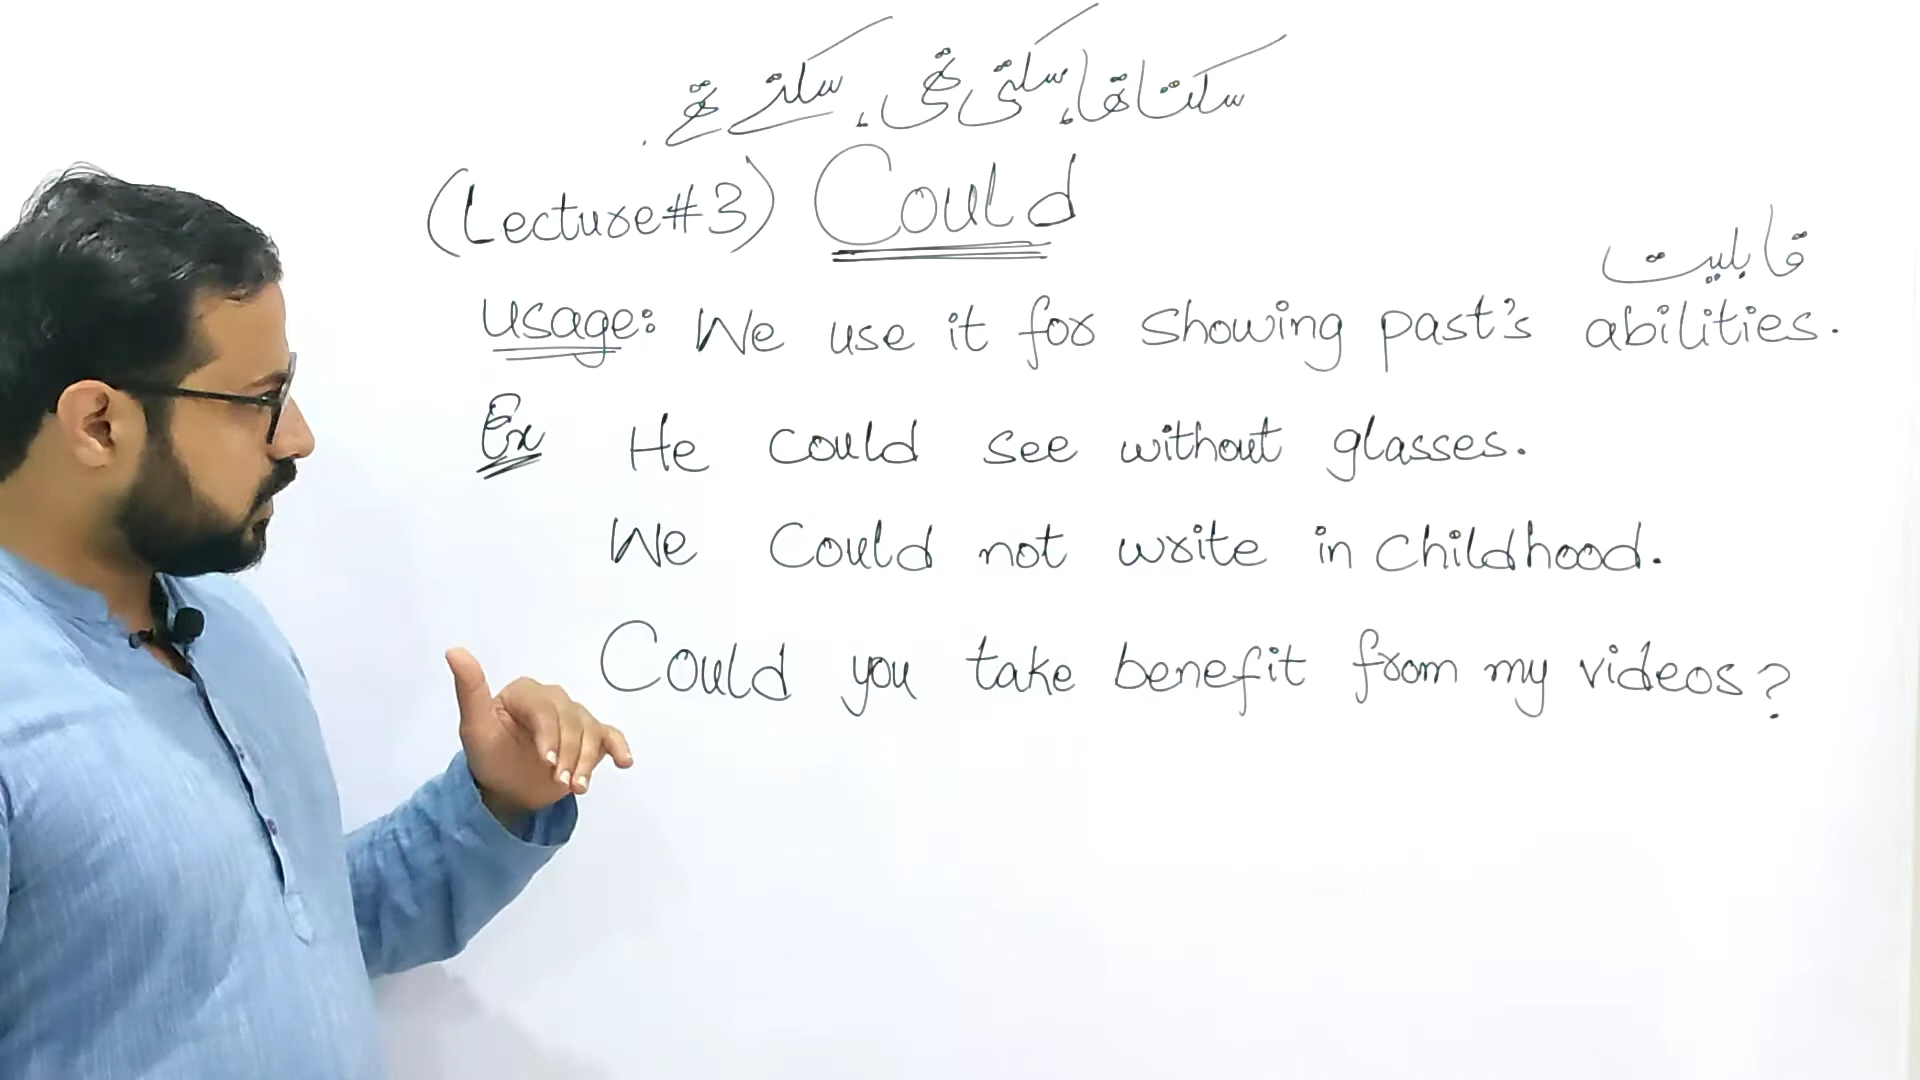 سکتا تھا، سکتی تھی، سکتے تھے.
(Lecture#3) Could
قابلیت
Usage: We use it for showing past's abilities.
Ex He could see without glasses.
We Could not write in childhood.
Could you take benefit from my videos?